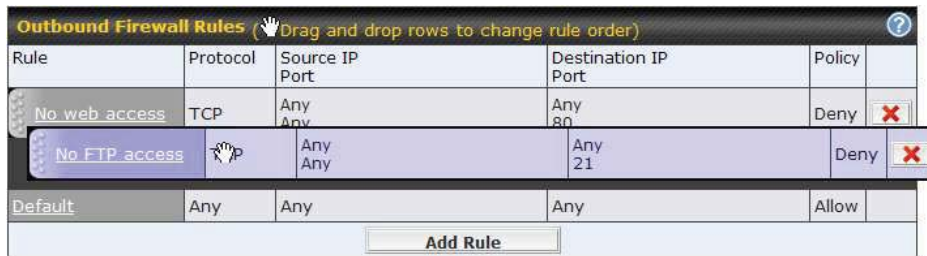 Outbound Firewall Rules (Drag and drop rows to change rule order) ?
Rule Protocol Source IP Port Destination IP Port Policy
No web access TCP Any Any Any 80 Deny
No FTP access TCP Any Any Any 21 Deny
Default Any Any Any Allow
Add Rule